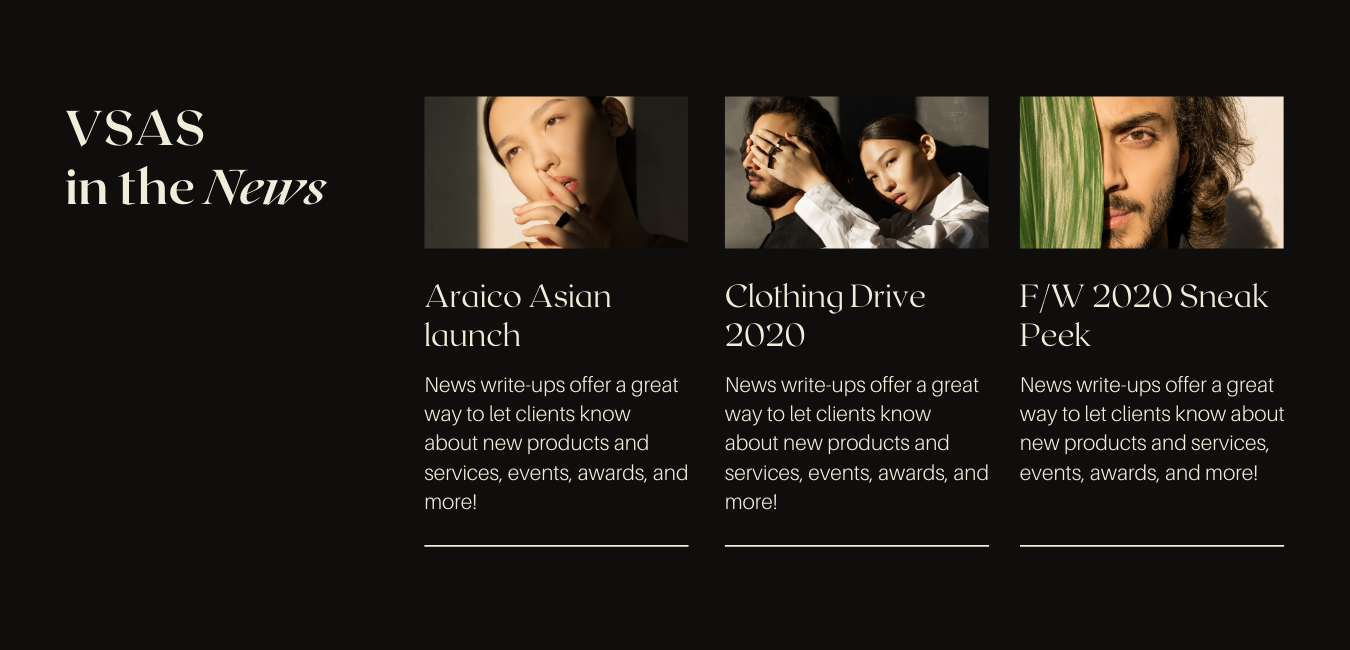 VSAS
in the News
Araico Asian
launch
News write-ups offer a great
way to let clients know
about new products and
services, events, awards, and
more!
Clothing Drive
2020
News write-ups offer a great
way to let clients know
about new products and
services, events, awards, and
more!
F/W 2020 Sneak
Peek
News write-ups offer a great
way to let clients know about
new products and services,
events, awards, and more!